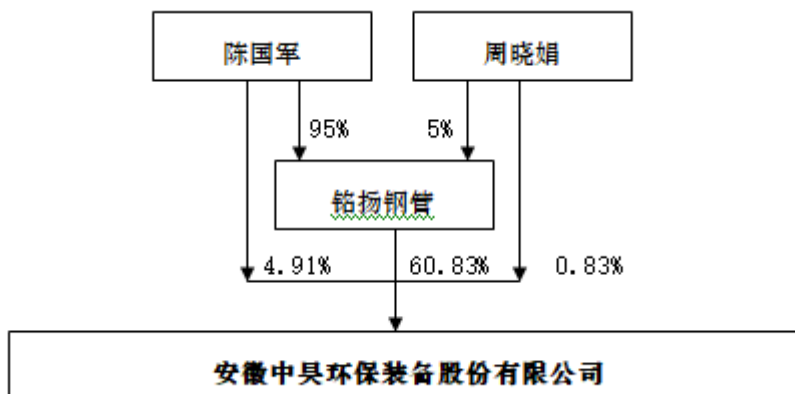 陈国军 周晓娟
95% 5%
铭扬钢管
4.91% 60.83% 0.83%
安徽中昊环保装备股份有限公司